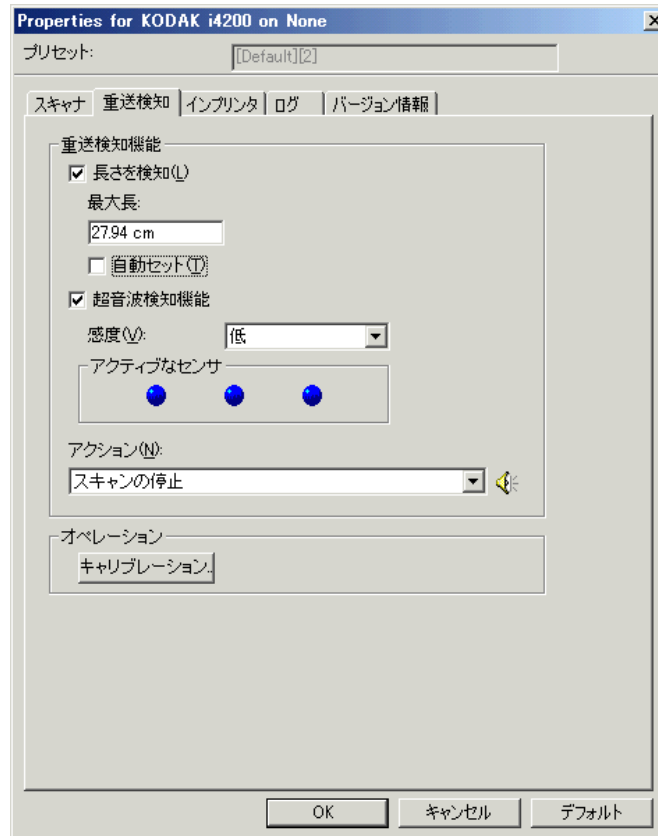 Properties for KODAK i4200 on None
プリセット: [Default][2]
スキャナ 重送検知 インプリンタ ログ バージョン情報
重送検知機能
長さを検知(L)
最大長:
27.94 cm
自動セット(T)
超音波検知機能
感度(V): 低
アクティブなセンサ
アクション(N):
スキャンの停止
オペレーション
キャリブレーション..
OK キャンセル デフォルト